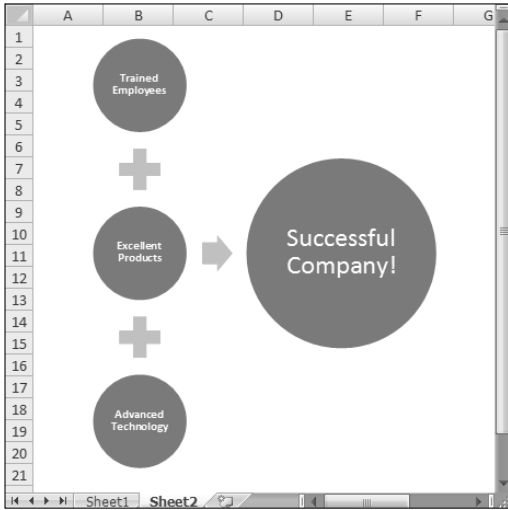 A B C D E F G
1
2
3
4
5
6
7
8
9
10
11
12
13
14
15
16
17
18
19
20
21
Trained
Employees
Excellent
Products
Advanced
Technology
Successful
Company!
Sheet1 Sheet2